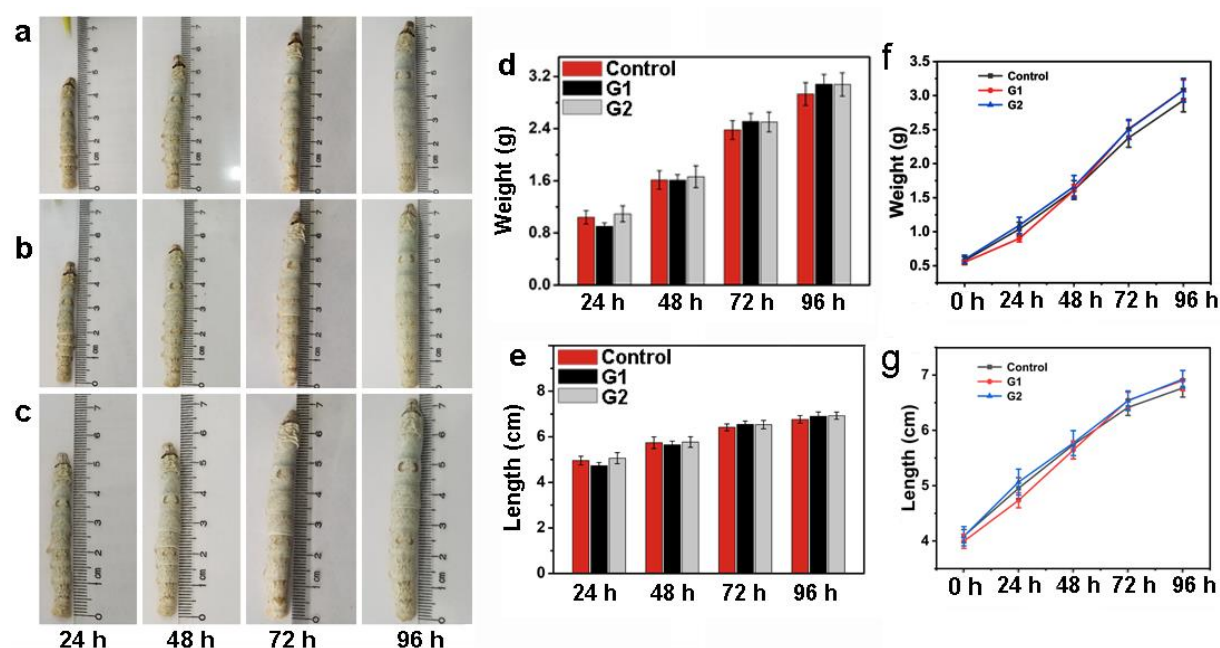 a
b
c
24 h 48 h 72 h 96 h
d
Control
G1
G2
Weight (g)
3.2
2.4
1.6
0.8
0.0
24 h 48 h 72 h 96 h
e
Control
G1
G2
Length (cm)
8
6
4
2
0
24 h 48 h 72 h 96 h
f
Control
G1
G2
Weight (g)
3.5
3.0
2.5
2.0
1.5
1.0
0.5
0 h 24 h 48 h 72 h 96 h
g
Control
G1
G2
Length (cm)
7
6
5
4
0 h 24 h 48 h 72 h 96 h